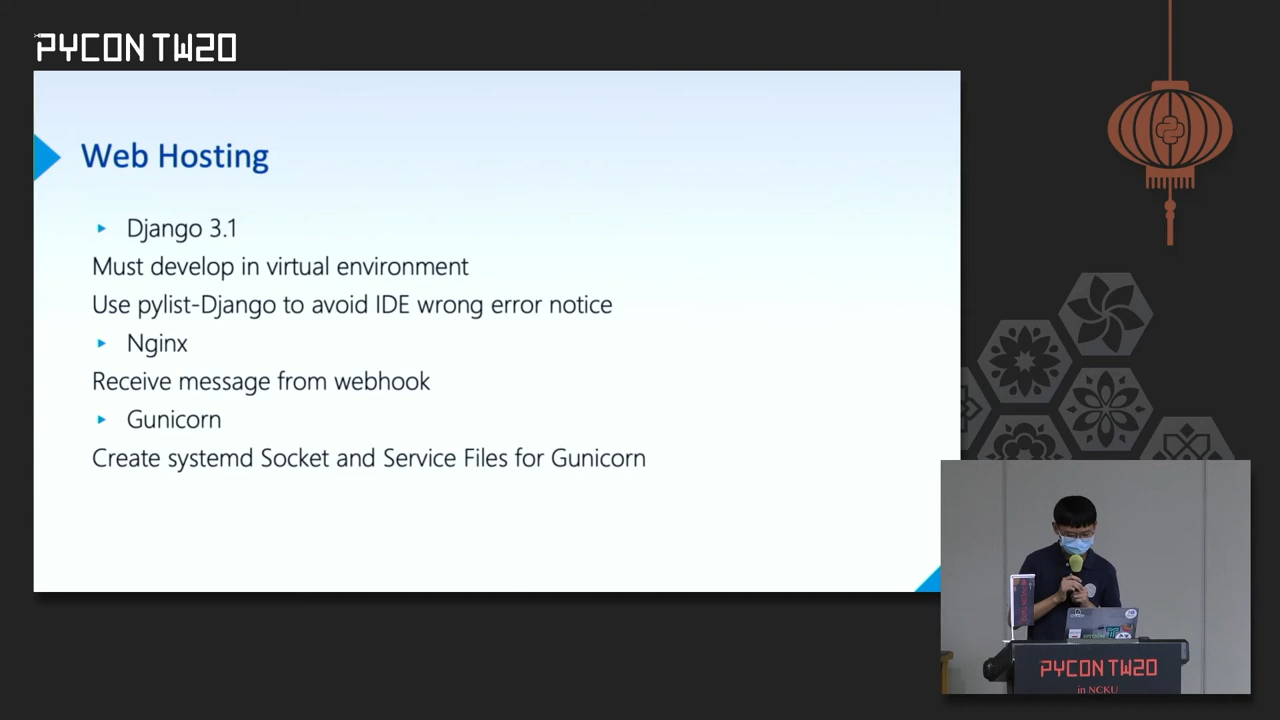 PYCON TW20
Web Hosting
Django 3.1
Must develop in virtual environment
Use pylist-Django to avoid IDE wrong error notice
Nginx
Receive message from webhook
Gunicorn
Create systemd Socket and Service Files for Gunicorn
PYCON TW20
in NCKU